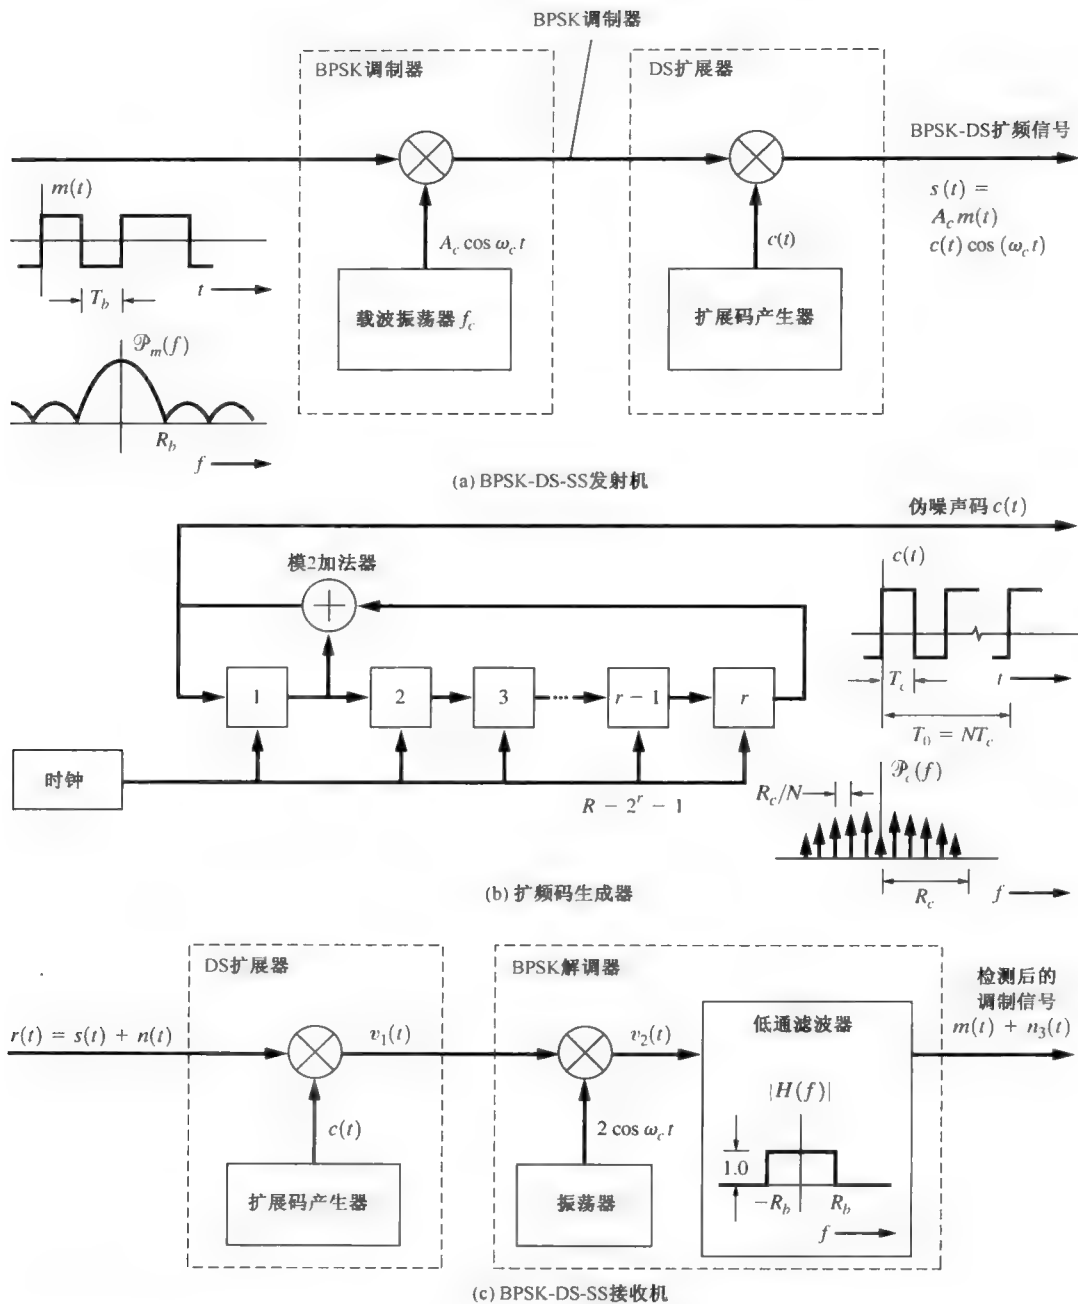 BPSK调制器
BPSK调制器
DS扩展器
BPSK-DS扩频信号
m(t)
A_c cos ω_c t
c(t)
s(t) =
A_c m(t)
c(t) cos (ω_c t)
T_b
t
载波振荡器 f_c
扩展码产生器
𝒫_m(f)
R_b
f
(a) BPSK-DS-SS发射机
伪噪声码 c(t)
模2加法器
c(t)
1
2
3
···
r − 1
r
T_c
t
T_0 = NT_c
时钟
R − 2^r − 1
R_c/N
𝒫_c(f)
R_c
f
(b) 扩频码生成器
DS扩展器
BPSK解调器
检测后的
调制信号
m(t) + n_3(t)
r(t) = s(t) + n(t)
v_1(t)
v_2(t)
低通滤波器
|H(f)|
c(t)
2 cos ω_c t
1.0
−R_b
R_b
f
扩展码产生器
振荡器
(c) BPSK-DS-SS接收机